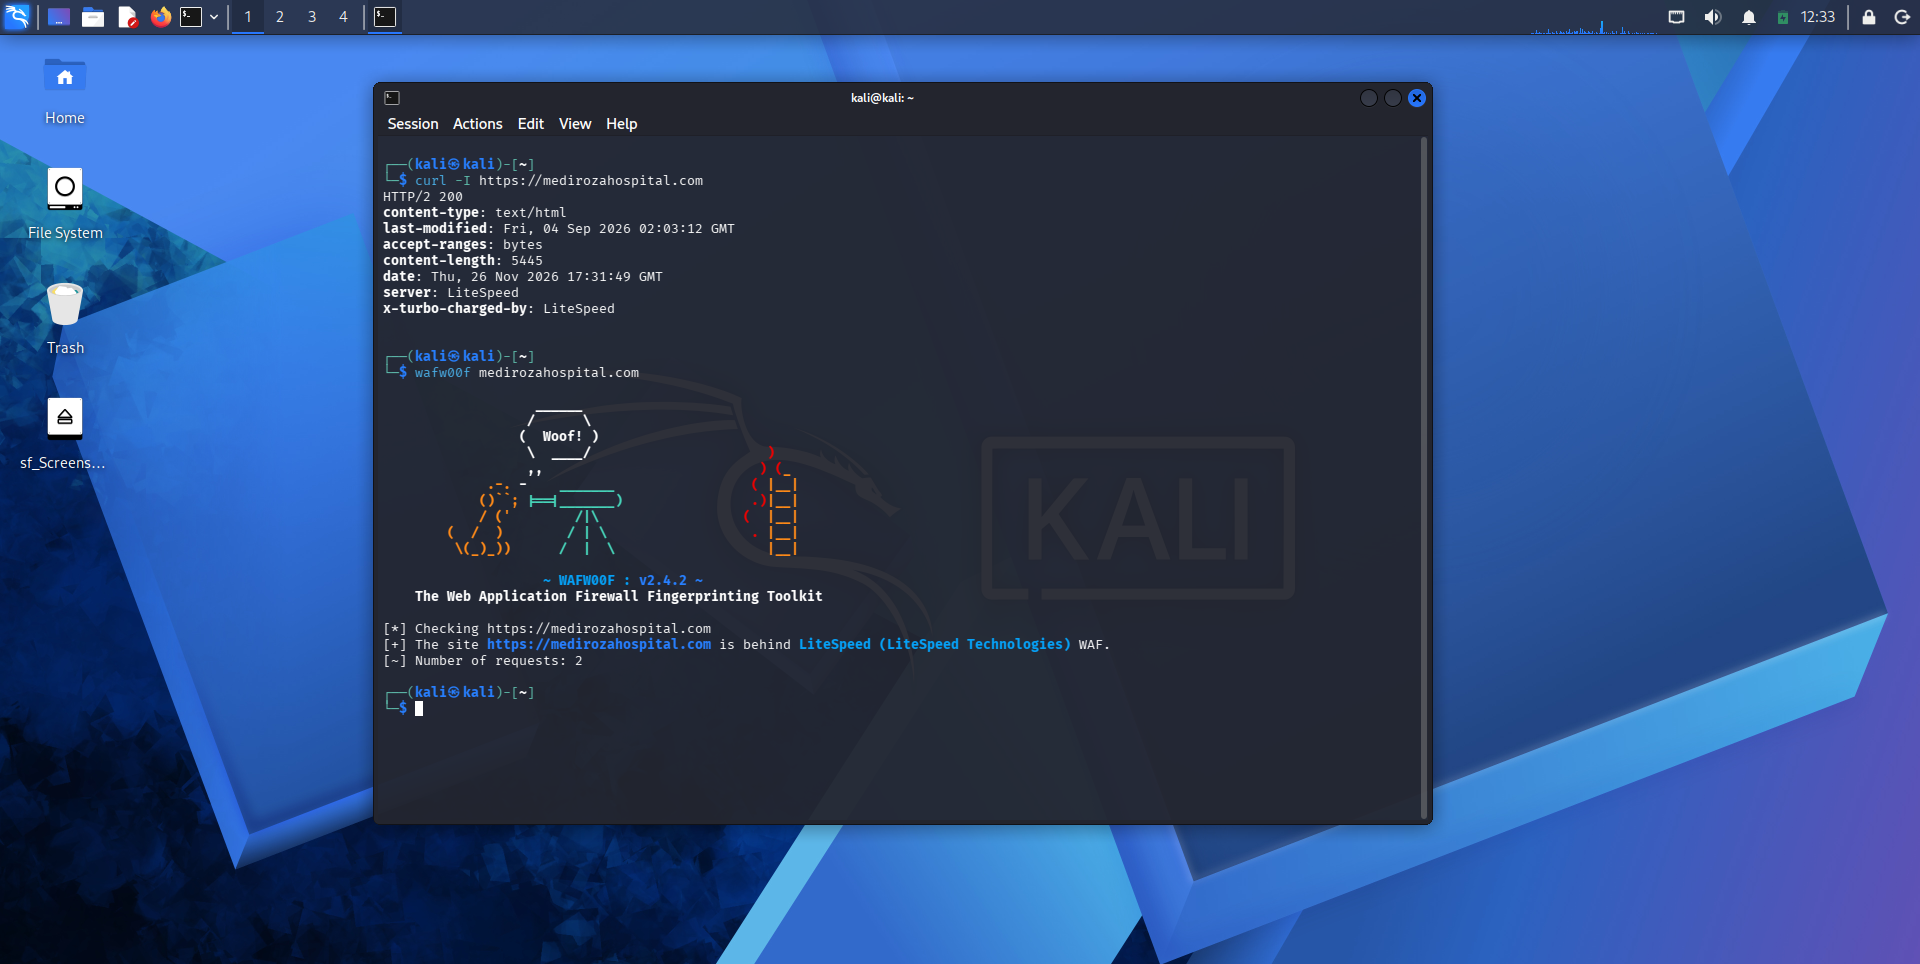 1 2 3 4
12:33
Home
File System
Trash
sf_Screens...
kali@kali: ~
Session Actions Edit View Help
┌──(kali㉿kali)-[~]
└─$ curl -I https://medirozahospital.com
HTTP/2 200
content-type: text/html
last-modified: Fri, 04 Sep 2026 02:03:12 GMT
accept-ranges: bytes
content-length: 5445
date: Thu, 26 Nov 2026 17:31:49 GMT
server: LiteSpeed
x-turbo-charged-by: LiteSpeed
┌──(kali㉿kali)-[~]
└─$ wafw00f medirozahospital.com
Woof!
~ WAFW00F : v2.4.2 ~
The Web Application Firewall Fingerprinting Toolkit
[*] Checking https://medirozahospital.com
[+] The site https://medirozahospital.com is behind LiteSpeed (LiteSpeed Technologies) WAF.
[~] Number of requests: 2
┌──(kali㉿kali)-[~]
└─$
KALI